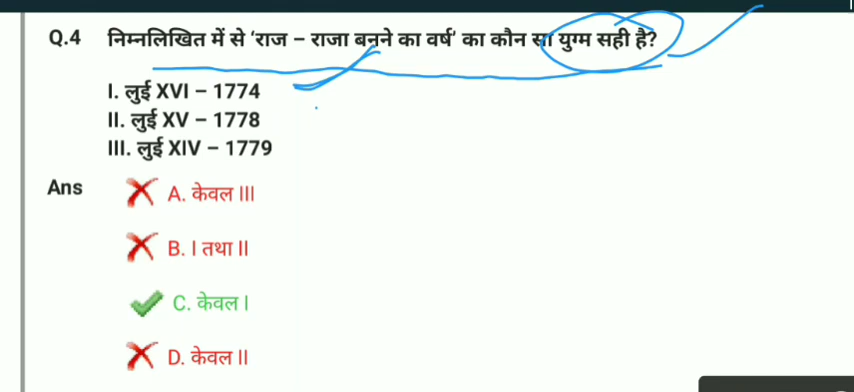 Q.4 निम्नलिखित में से ‘राज – राजा बनने का वर्ष’ का कौन सा युग्म सही है?
I. लुई XVI – 1774
II. लुई XV – 1778
III. लुई XIV – 1779
Ans A. केवल III
B. I तथा II
C. केवल I
D. केवल II